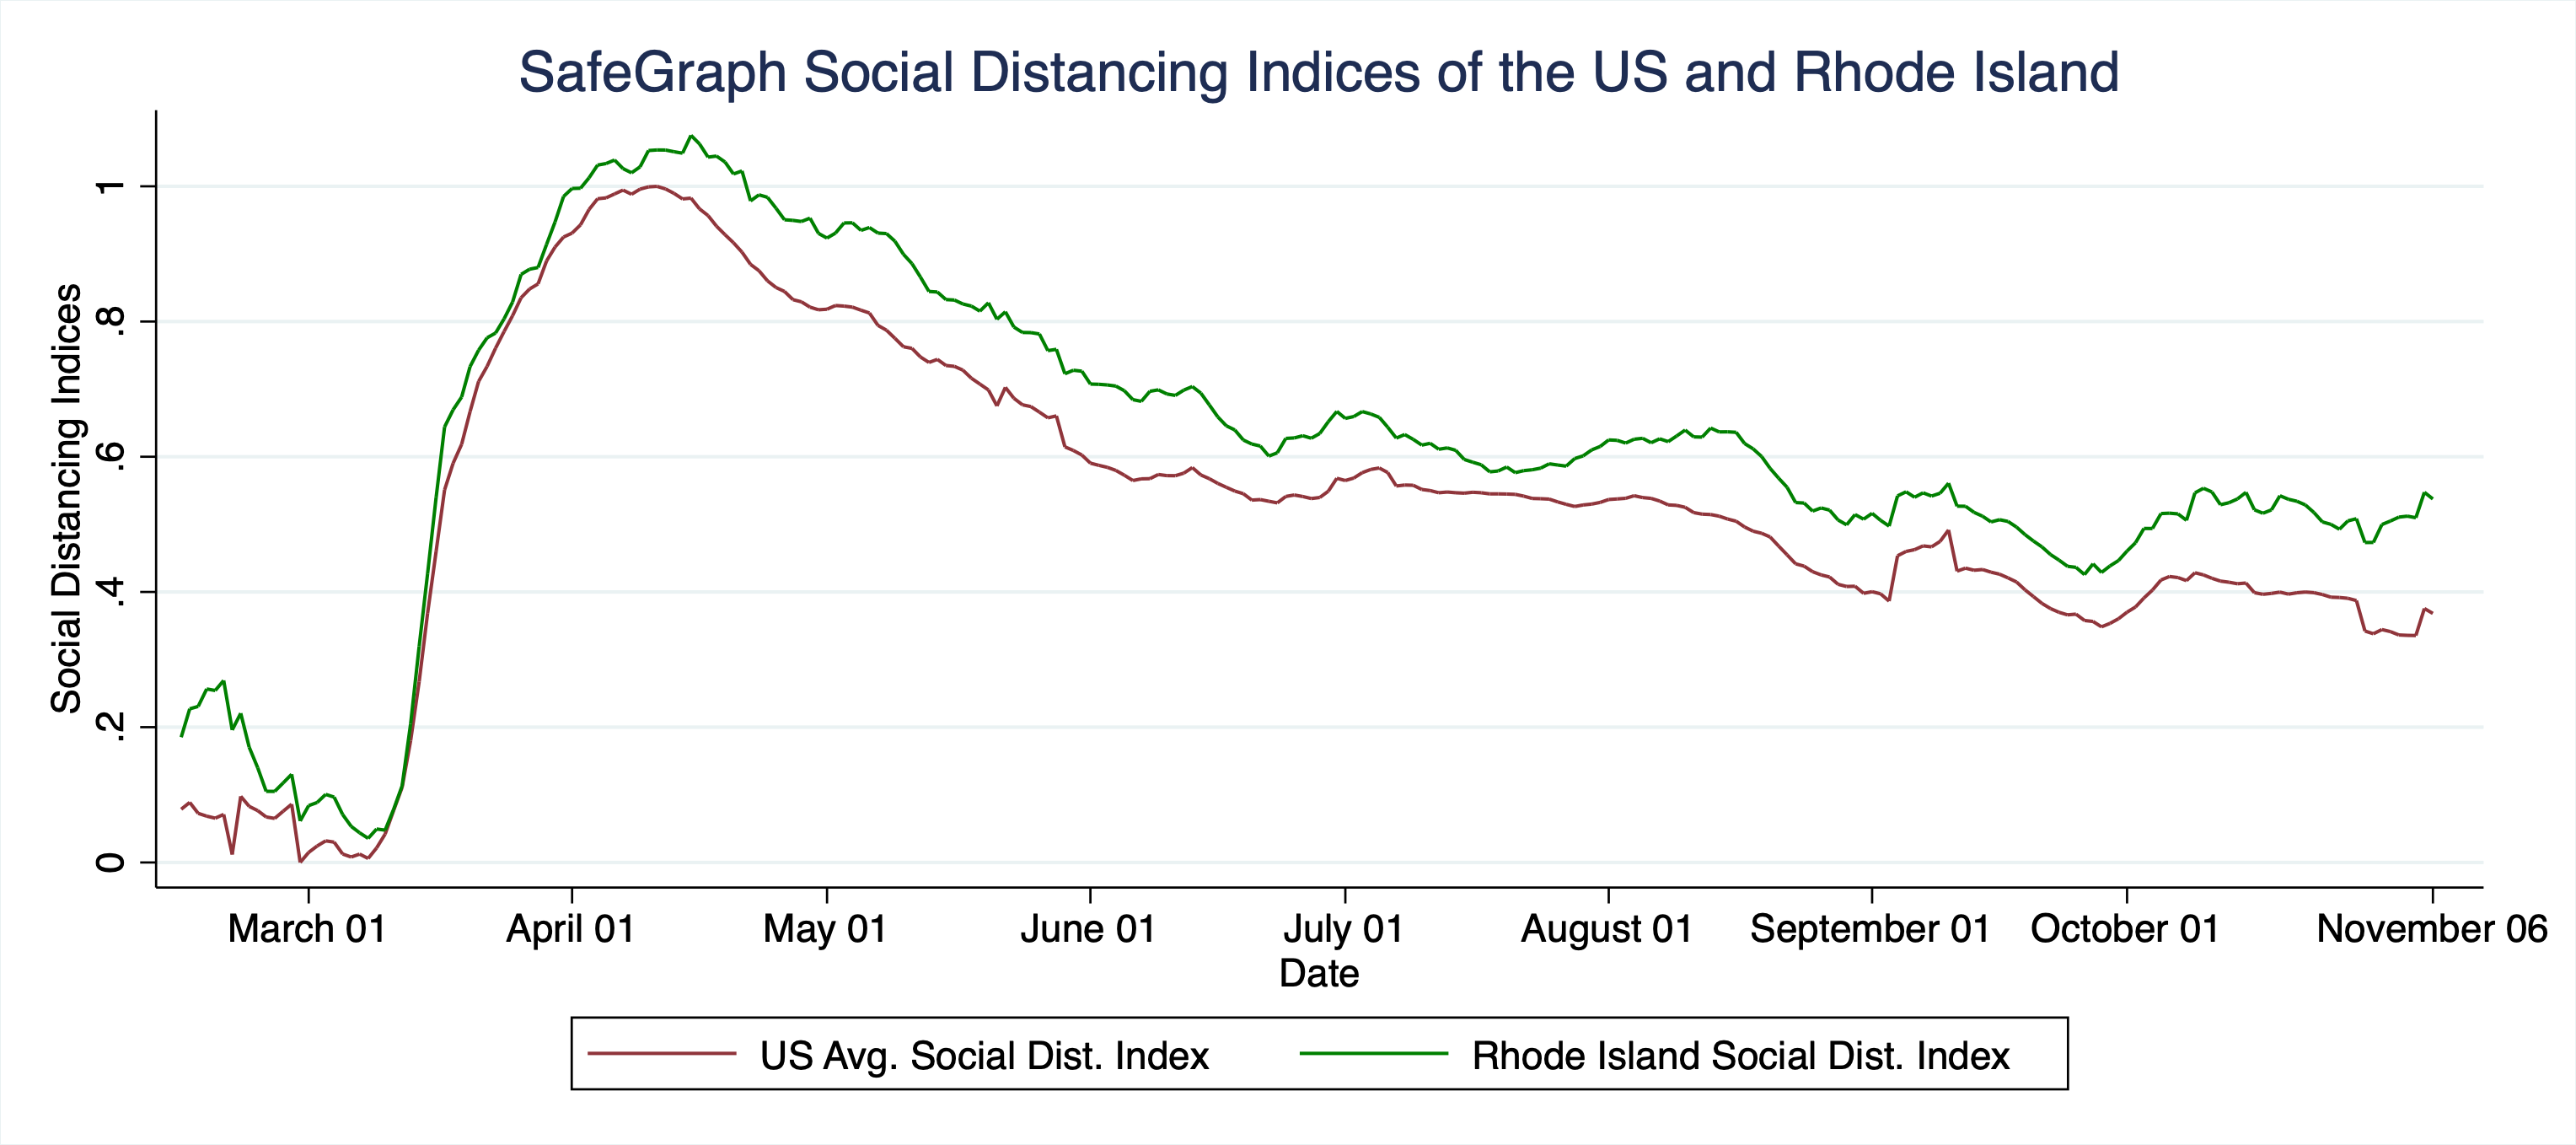 SafeGraph Social Distancing Indices of the US and Rhode Island
Social Distancing Indices
1
.8
.6
.4
.2
0
March 01
April 01
May 01
June 01
July 01
August 01
September 01
October 01
November 06
Date
US Avg. Social Dist. Index
Rhode Island Social Dist. Index